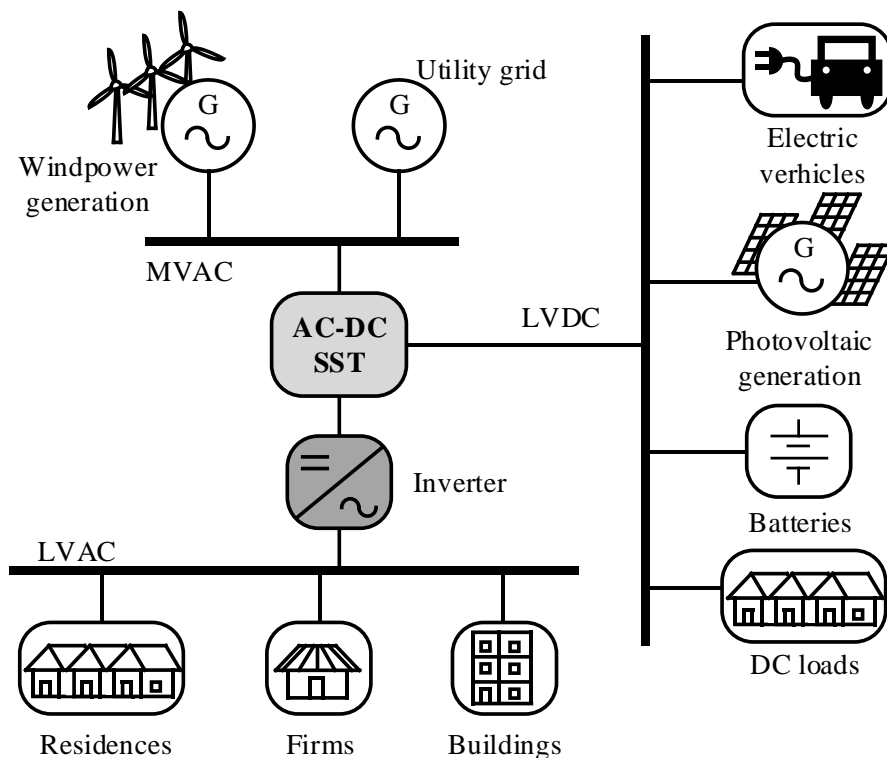 Utility grid
G
G
Windpower
generation
MVAC
AC-DC
SST
LVDC
Inverter
LVAC
Residences
Firms
Buildings
Electric
verhicles
G
Photovoltaic
generation
Batteries
DC loads